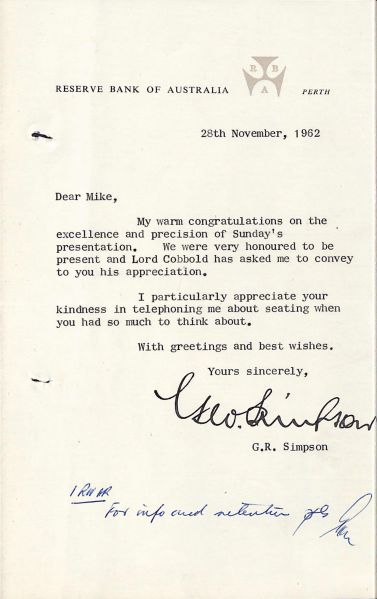 R B
A
RESERVE BANK OF AUSTRALIA
PERTH
28th November, 1962
Dear Mike,
My warm congratulations on the
excellence and precision of Sunday's
presentation. We were very honoured to be
present and Lord Cobbold has asked me to convey
to you his appreciation.
I particularly appreciate your
kindness in telephoning me about seating when
you had so much to think about.
With greetings and best wishes.
Yours sincerely,
Geo. Simpson
G.R. Simpson
For info and retention pls